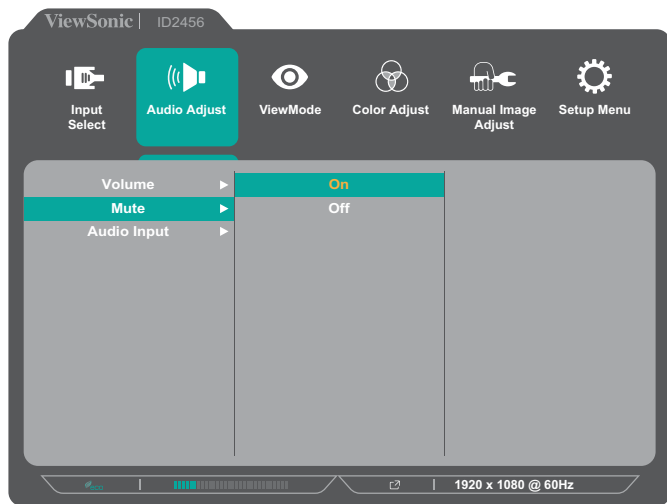 ViewSonic | ID2456
Input Select
Audio Adjust
ViewMode
Color Adjust
Manual Image Adjust
Setup Menu
Volume
On
Mute
Off
Audio Input
1920 x 1080 @ 60Hz